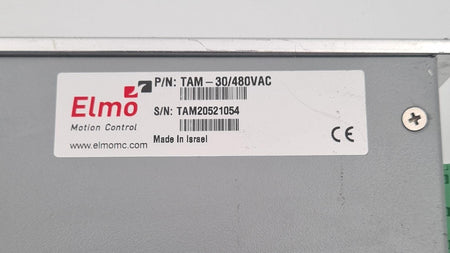 P/N: TAM - 30/480VAC
Elmo
Motion Control
S/N: TAM20521054
www.elmomc.com
Made In Israel
CE